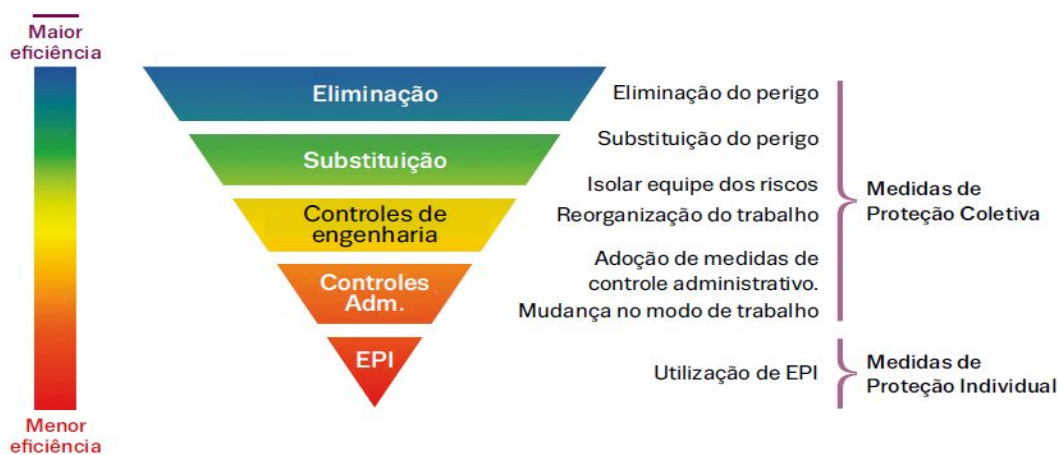 Maior
eficiência
Eliminação
Eliminação do perigo
Substituição
Substituição do perigo
Controles de
engenharia
Isolar equipe dos riscos
Reorganização do trabalho
Controles
Adm.
Adoção de medidas de
controle administrativo.
Mudança no modo de trabalho
Medidas de
Proteção Coletiva
EPI
Utilização de EPI
Medidas de
Proteção Individual
Menor
eficiência